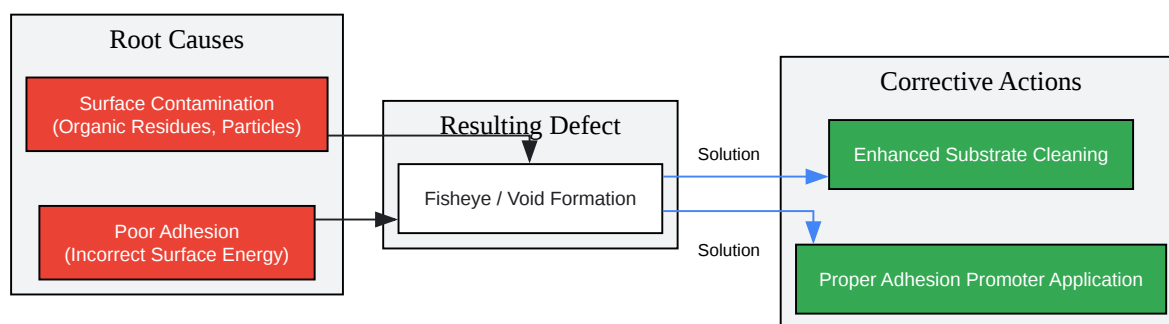 Root Causes
Surface Contamination
(Organic Residues, Particles)
Poor Adhesion
(Incorrect Surface Energy)
Resulting Defect
Fisheye / Void Formation
Solution
Solution
Corrective Actions
Enhanced Substrate Cleaning
Proper Adhesion Promoter Application